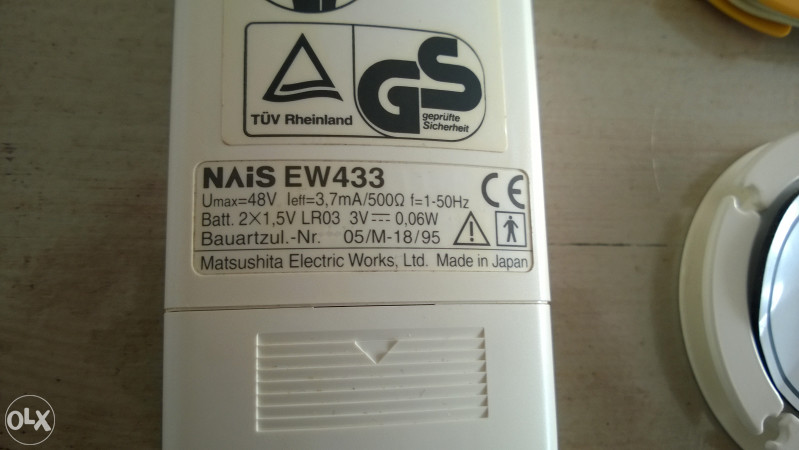 TÜV Rheinland
GS
geprüfte
Sicherheit
NAiS EW433
Umax=48V Ieff=3,7mA/500Ω f=1-50Hz
Batt. 2×1,5V LR03 3V⎓ 0,06W
Bauartzul.-Nr. 05/M-18/95
CE
Matsushita Electric Works, Ltd. Made in Japan
OLX